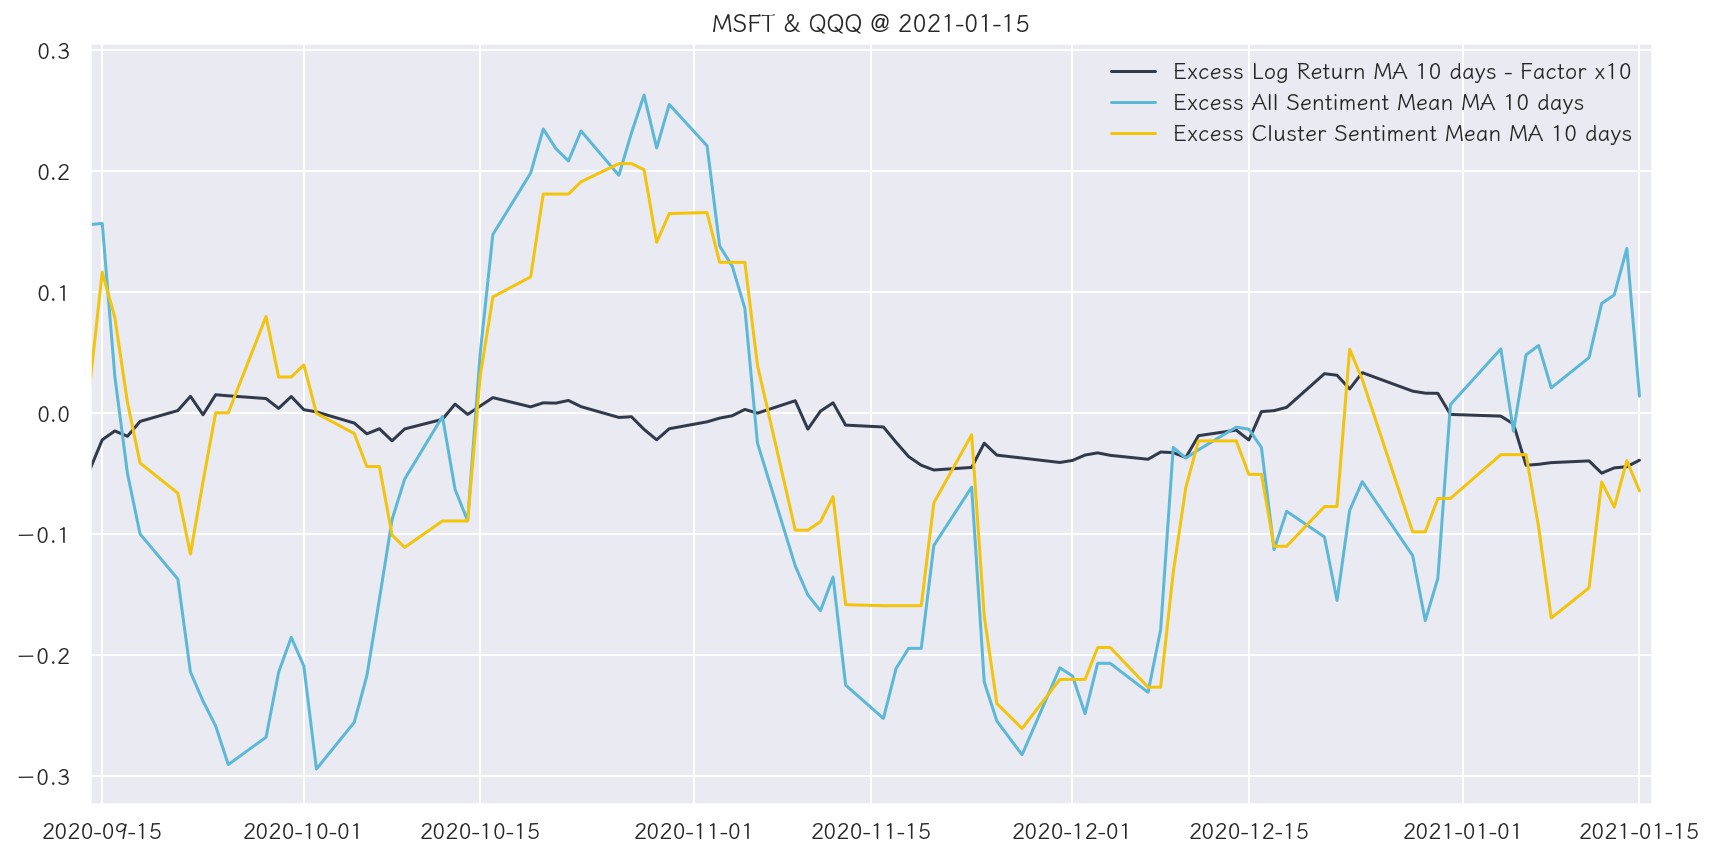 MSFT & QQQ @ 2021-01-15
0.3
0.2
0.1
0.0
−0.1
−0.2
−0.3
Excess Log Return MA 10 days - Factor x10
Excess All Sentiment Mean MA 10 days
Excess Cluster Sentiment Mean MA 10 days
2020-09-15 2020-10-01 2020-10-15 2020-11-01 2020-11-15 2020-12-01 2020-12-15 2021-01-01 2021-01-15